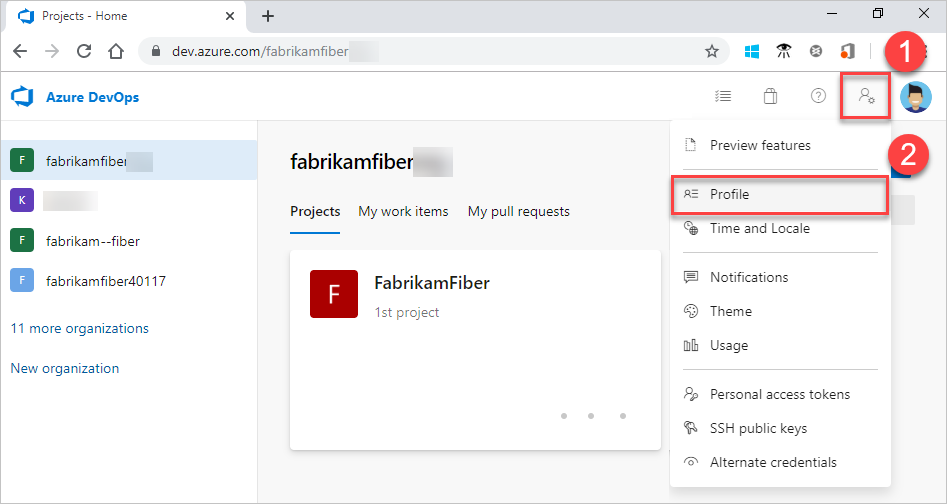 Projects - Home
dev.azure.com/fabrikamfiber
1
Azure DevOps
F fabrikamfiber
K
F fabrikam--fiber
F fabrikamfiber40117
11 more organizations
New organization
fabrikamfiber
Projects My work items My pull requests
F FabrikamFiber
1st project
Preview features
2
Profile
Time and Locale
Notifications
Theme
Usage
Personal access tokens
SSH public keys
Alternate credentials